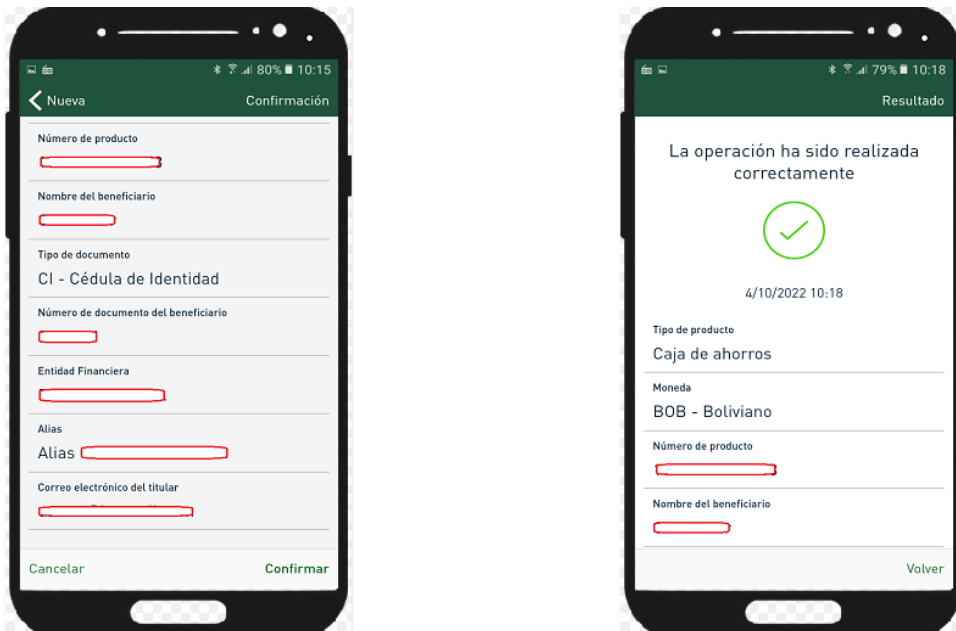 80% 10:15
Nueva Confirmación
Número de producto
Nombre del beneficiario
Tipo de documento
CI - Cédula de Identidad
Número de documento del beneficiario
Entidad Financiera
Alias
Alias
Correo electrónico del titular
Cancelar Confirmar
79% 10:18
Resultado
La operación ha sido realizada
correctamente
4/10/2022 10:18
Tipo de producto
Caja de ahorros
Moneda
BOB - Boliviano
Número de producto
Nombre del beneficiario
Volver